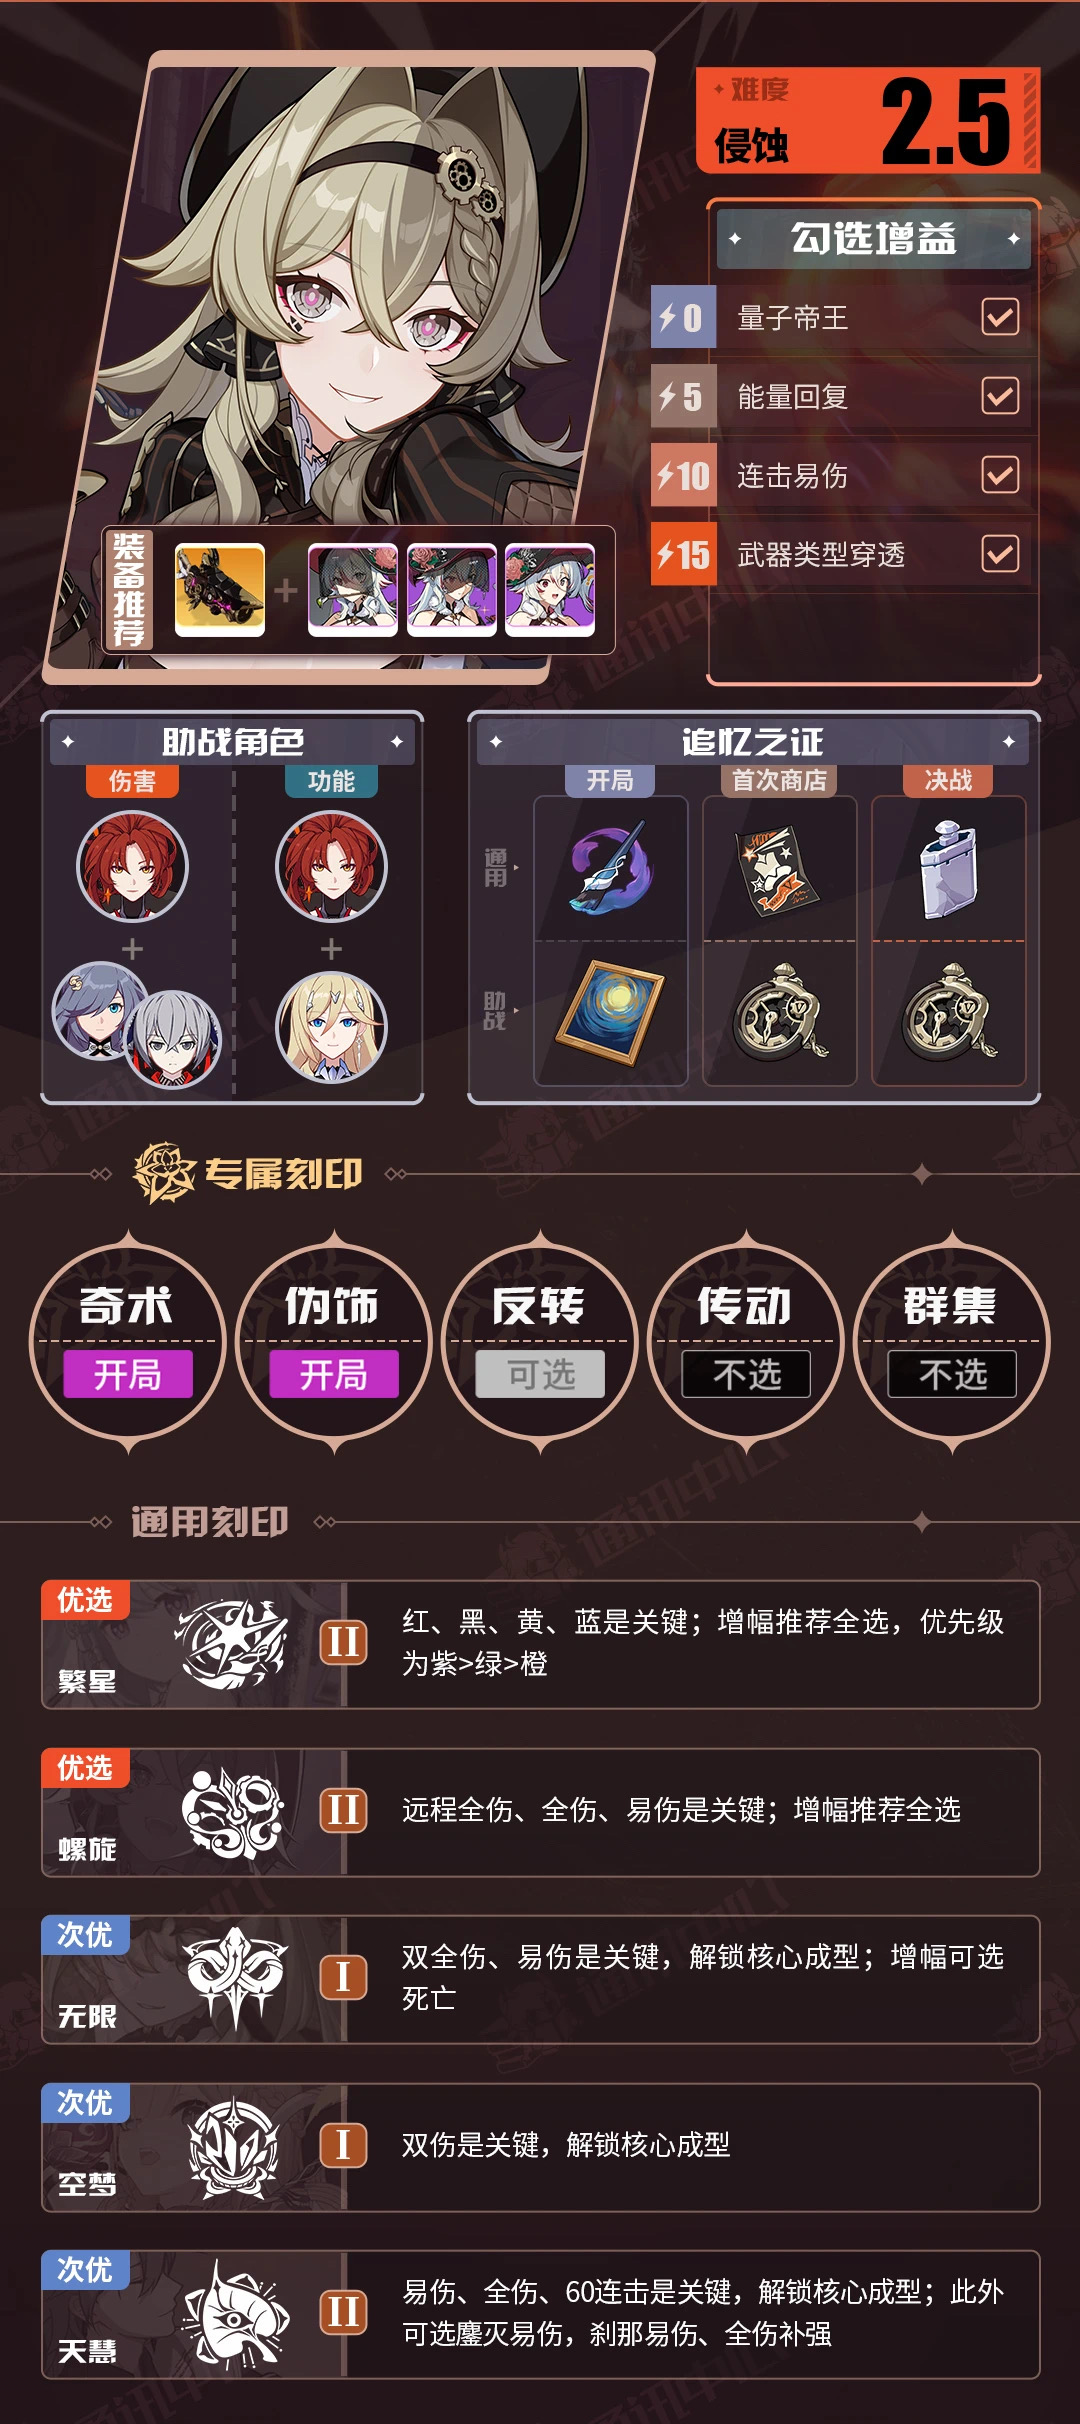 难度
侵蚀
2.5
勾选增益
0 量子帝王
5 能量回复
10 连击易伤
15 武器类型穿透
装备推荐
助战角色
伤害
功能
追忆之证
开局
首次商店
决战
通用
助战
专属刻印
奇术
开局
伪饰
开局
反转
可选
传动
不选
群集
不选
通用刻印
优选
繁星
II
红、黑、黄、蓝是关键；增幅推荐全选，优先级
为紫>绿>橙
优选
螺旋
II
远程全伤、全伤、易伤是关键；增幅推荐全选
次优
无限
I
双全伤、易伤是关键，解锁核心成型；增幅可选
死亡
次优
空梦
I
双伤是关键，解锁核心成型
次优
天慧
II
易伤、全伤、60连击是关键，解锁核心成型；此外
可选鏖灭易伤，刹那易伤、全伤补强